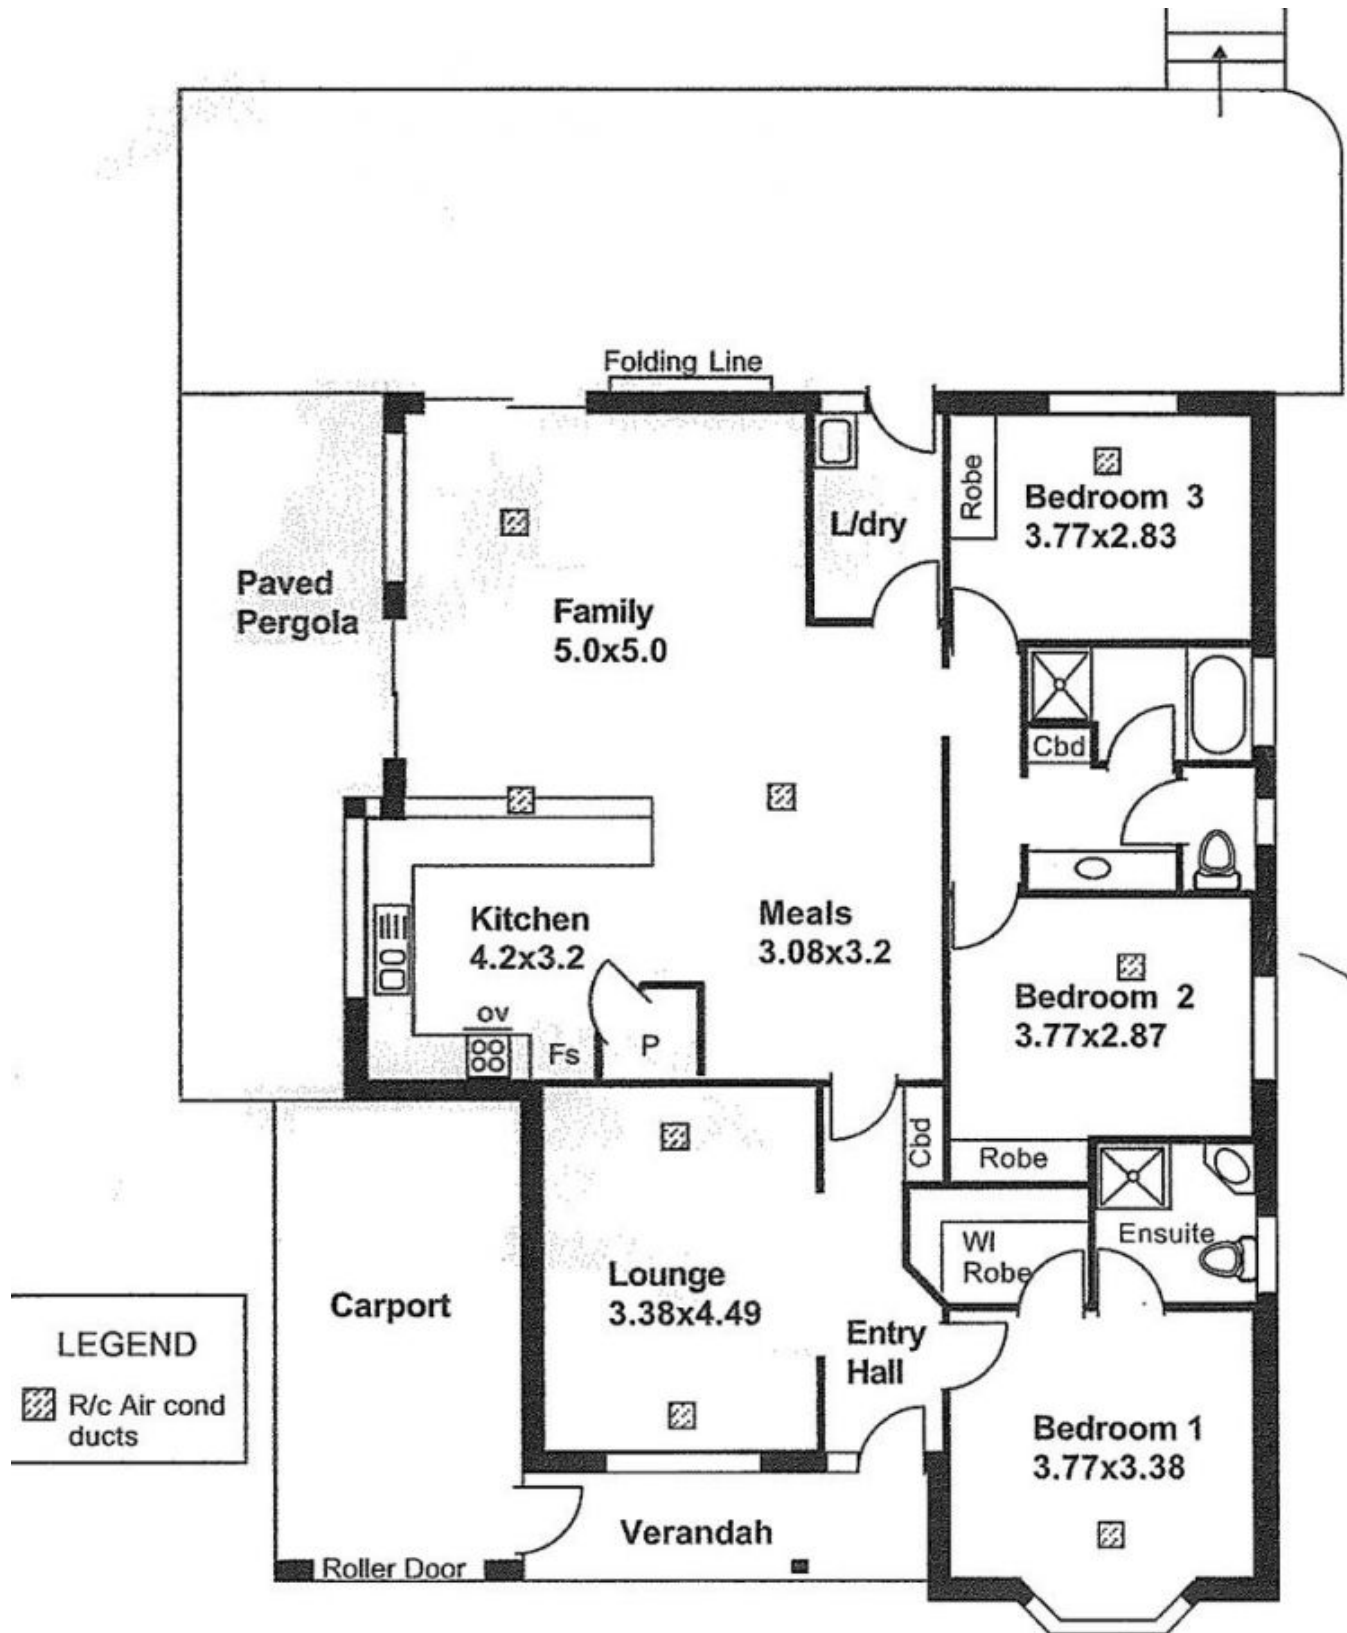 Folding Line
Robe
Bedroom 3
3.77x2.83
L/dry
Paved
Pergola
Family
5.0x5.0
Cbd
Kitchen
4.2x3.2
Meals
3.08x3.2
Bedroom 2
3.77x2.87
ov
Fs
P
Cbd
Robe
Ensuite
WI
Robe
Lounge
3.38x4.49
Carport
Entry
Hall
LEGEND
R/c Air cond
ducts
Bedroom 1
3.77x3.38
Verandah
Roller Door